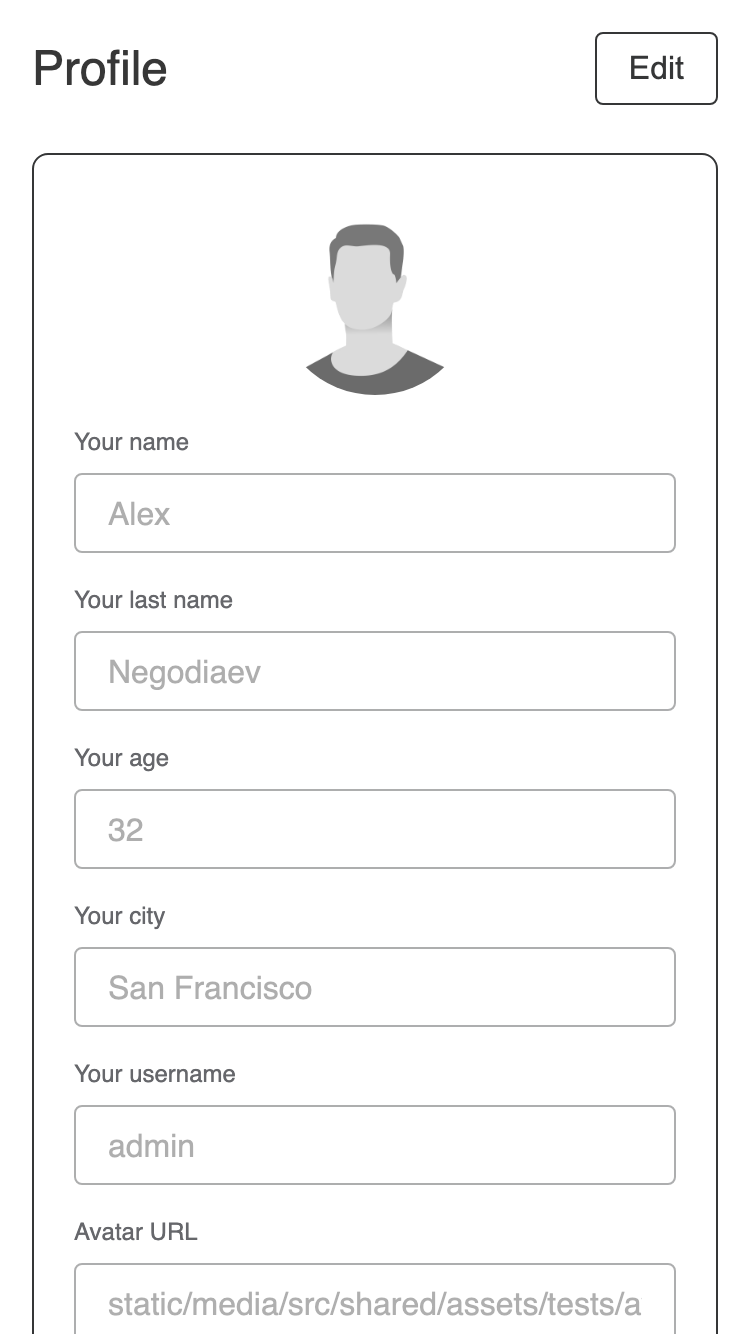 Profile
Edit
Your name
Alex
Your last name
Negodiaev
Your age
32
Your city
San Francisco
Your username
admin
Avatar URL
static/media/src/shared/assets/tests/a